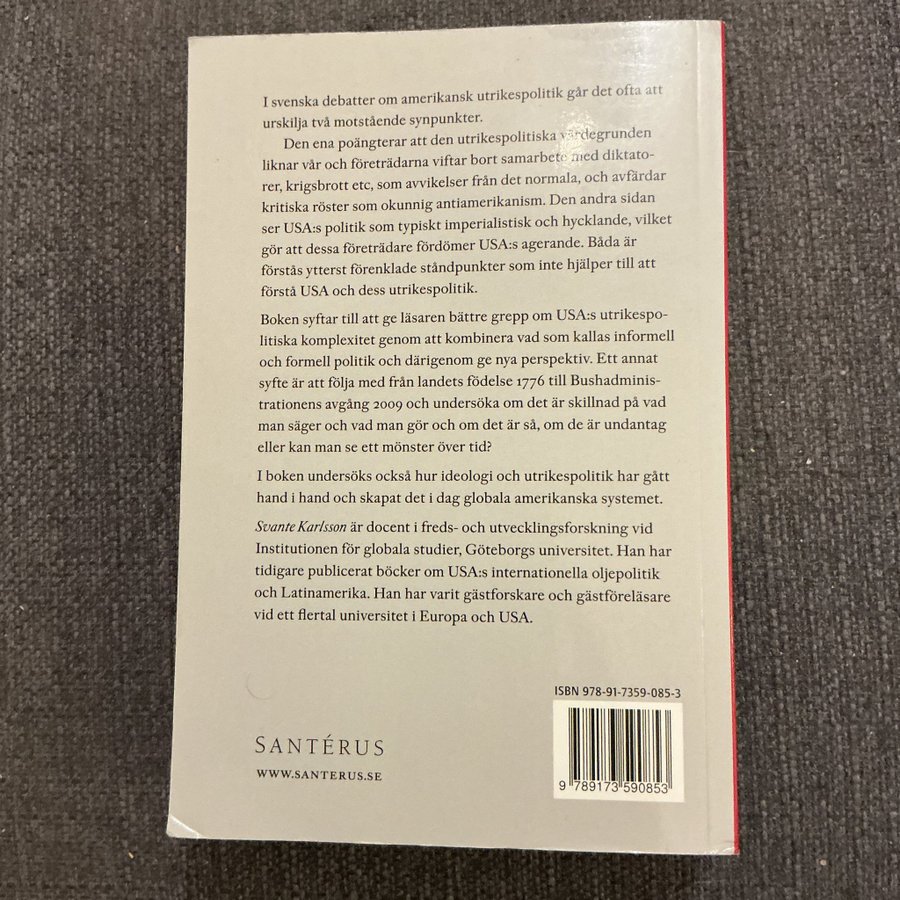 I svenska debatter om amerikansk utrikespolitik går det ofta att
urskilja två motstående synpunkter.
Den ena poängterar att den utrikespolitiska värdegrunden
liknar vår och företrädarna viftar bort samarbete med diktato-
rer, krigsbrott etc, som avvikelser från det normala, och avfärdar
kritiska röster som okunnig antiamerikanism. Den andra sidan
ser USA:s politik som typiskt imperialistisk och hycklande, vilket
gör att dessa företrädare fördömer USA:s agerande. Båda är
förstås ytterst förenklade ståndpunkter som inte hjälper till att
förstå USA och dess utrikespolitik.
Boken syftar till att ge läsaren bättre grepp om USA:s utrikespo-
litiska komplexitet genom att kombinera vad som kallas informell
och formell politik och därigenom ge nya perspektiv. Ett annat
syfte är att följa med från landets födelse 1776 till Bushadminis-
trationens avgång 2009 och undersöka om det är skillnad på vad
man säger och vad man gör och om det är så, om de är undantag
eller kan man se ett mönster över tid?
I boken undersöks också hur ideologi och utrikespolitik har gått
hand i hand och skapat det i dag globala amerikanska systemet.
Svante Karlsson är docent i freds- och utvecklingsforskning vid
Institutionen för globala studier, Göteborgs universitet. Han har
tidigare publicerat böcker om USA:s internationella oljepolitik
och Latinamerika. Han har varit gästforskare och gästföreläsare
vid ett flertal universitet i Europa och USA.
ISBN 978-91-7359-085-3
SANTÉRUS
WWW.SANTERUS.SE
9 789173 590853